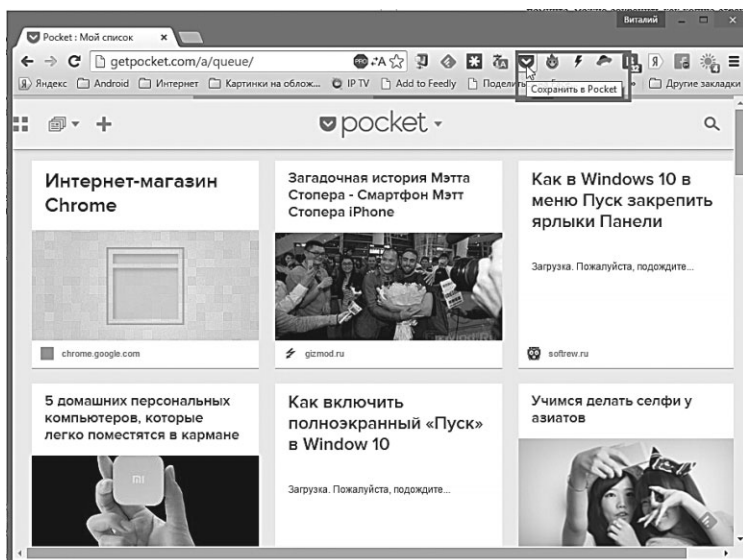 Виталий
Pocket : Мой список
getpocket.com/a/queue/
Яндекс
Android
Интернет
Картинки на облож...
IP TV
Add to Feedly
Поделить
Сохранить в Pocket
Другие закладки
pocket
Интернет-магазин
Chrome
chrome.google.com
Загадочная история Мэтта
Стопера - Смартфон Мэтт
Стопера iPhone
gizmod.ru
Как в Windows 10 в
меню Пуск закрепить
ярлыки Панели
Загрузка. Пожалуйста, подождите...
softrew.ru
5 домашних персональных
компьютеров, которые
легко поместятся в кармане
Как включить
полноэкранный «Пуск»
в Window 10
Загрузка. Пожалуйста, подождите...
Учимся делать селфи у
азиатов